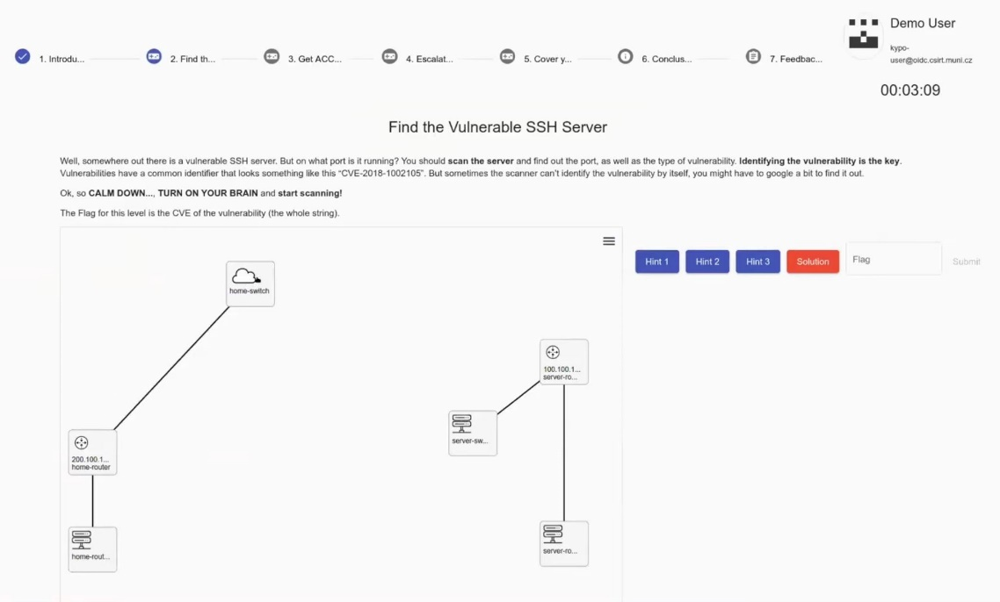 Demo User
kypo-
user@oidc.csirt.muni.cz
1. Introdu...
2. Find th...
3. Get ACC...
4. Escalat...
5. Cover y...
6. Conclus...
7. Feedbac...
00:03:09
Find the Vulnerable SSH Server
Well, somewhere out there is a vulnerable SSH server. But on what port is it running? You should scan the server and find out the port, as well as the type of vulnerability. Identifying the vulnerability is the key.
Vulnerabilities have a common identifier that looks something like this “CVE-2018-1002105”. But sometimes the scanner can't identify the vulnerability by itself, you might have to google a bit to find it out.
Ok, so CALM DOWN..., TURN ON YOUR BRAIN and start scanning!
The Flag for this level is the CVE of the vulnerability (the whole string).
Hint 1
Hint 2
Hint 3
Solution
Flag
Submit
home-switch
100.100.1...
server-ro...
server-sw...
200.100.1...
home-router
home-rout...
server-ro...